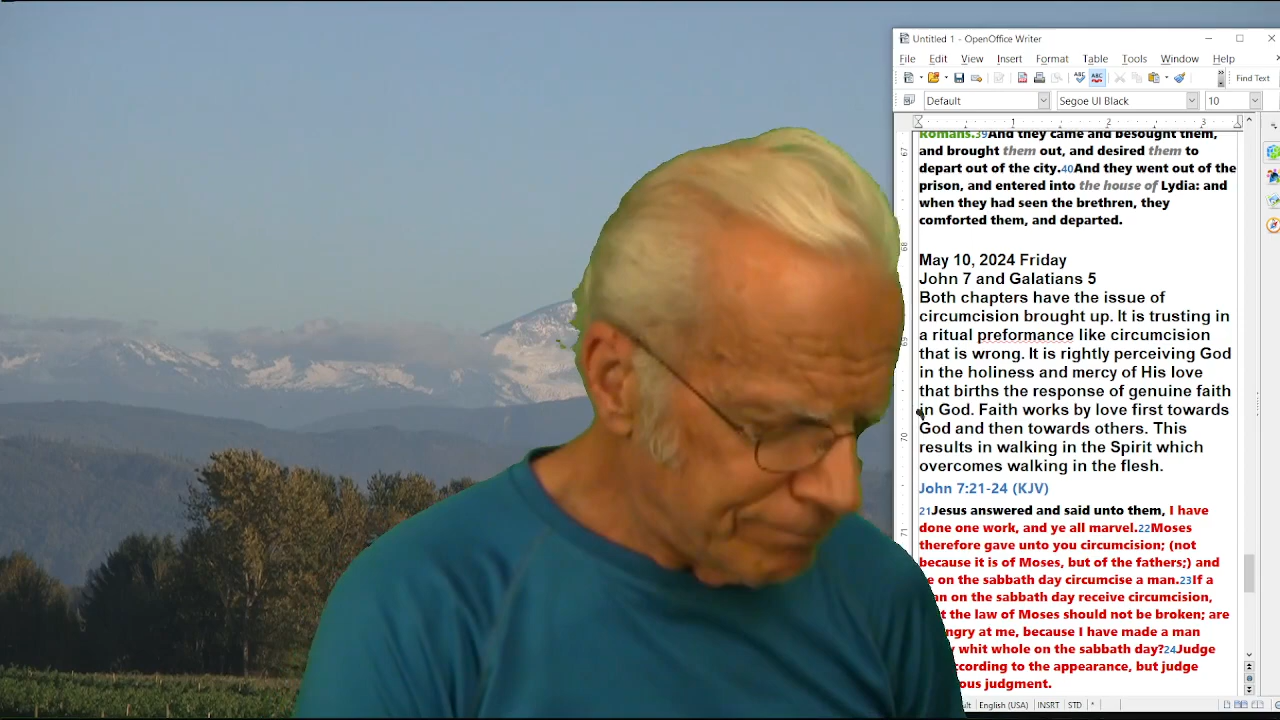 Untitled 1 - OpenOffice Writer
File Edit View Insert Format Table Tools Window Help
Find Text
Default Segoe UI Black 10
1 2 3
Romans.39And they came and besought them,
and brought them out, and desired them to
depart out of the city.40And they went out of the
prison, and entered into the house of Lydia: and
when they had seen the brethren, they
comforted them, and departed.
May 10, 2024 Friday
John 7 and Galatians 5
Both chapters have the issue of
circumcision brought up. It is trusting in
a ritual preformance like circumcision
that is wrong. It is rightly perceiving God
in the holiness and mercy of His love
that births the response of genuine faith
in God. Faith works by love first towards
God and then towards others. This
results in walking in the Spirit which
overcomes walking in the flesh.
John 7:21-24 (KJV)
21Jesus answered and said unto them, I have
done one work, and ye all marvel.22Moses
therefore gave unto you circumcision; (not
because it is of Moses, but of the fathers;) and
on the sabbath day circumcise a man.23If a
on the sabbath day receive circumcision,
the law of Moses should not be broken; are
at me, because I have made a man
whit whole on the sabbath day?24Judge
to the appearance, but judge
judgment.
67
68
69
70
71
English (USA) INSRT STD *